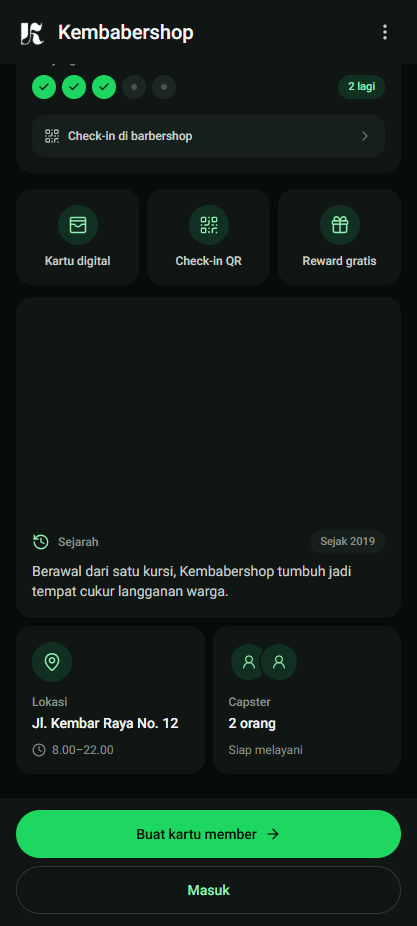 Kembabershop
2 lagi
Check-in di barbershop
Kartu digital
Check-in QR
Reward gratis
Sejarah
Sejak 2019
Berawal dari satu kursi, Kembabershop tumbuh jadi
tempat cukur langganan warga.
Lokasi
Jl. Kembar Raya No. 12
8.00–22.00
Capster
2 orang
Siap melayani
Buat kartu member
Masuk